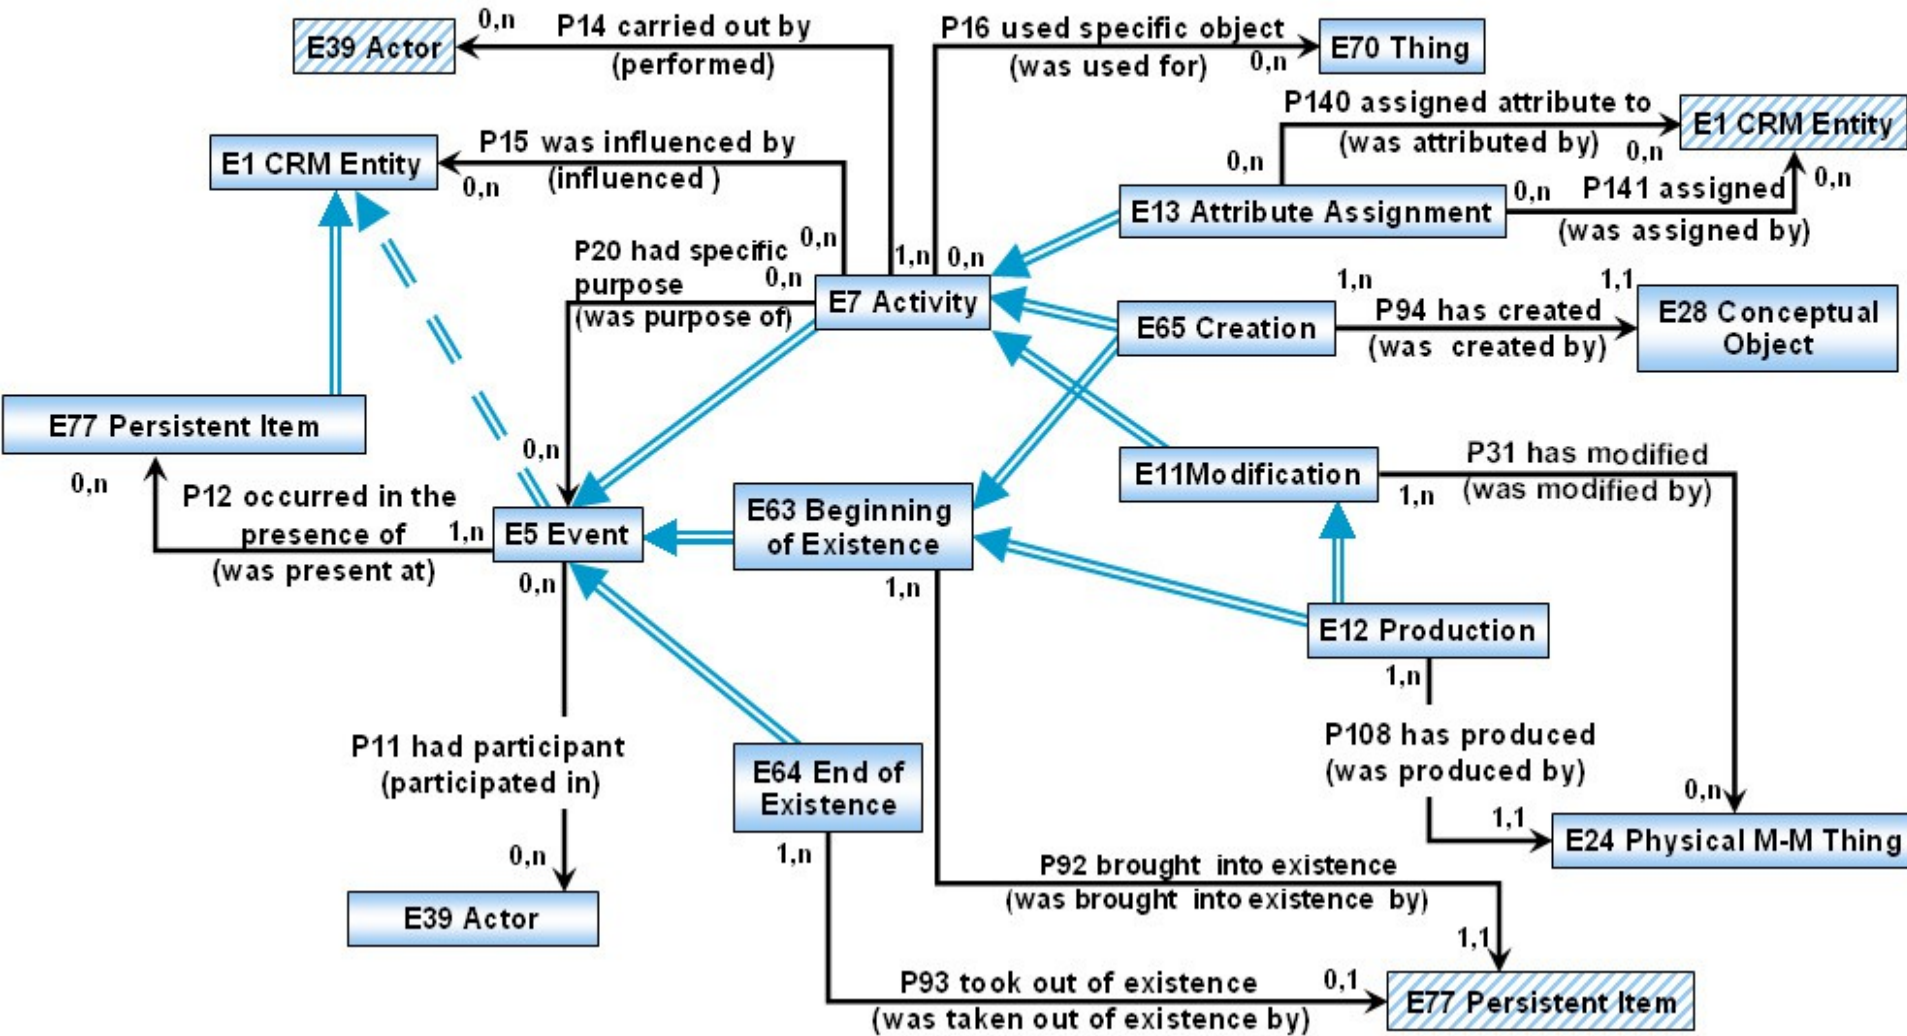 0,n
P14 carried out by
E39 Actor
(performed)
P16 used specific object
E70 Thing
(was used for)
0,n
P140 assigned attribute to
E1 CRM Entity
(was attributed by)
0,n
0,n
P15 was influenced by
E1 CRM Entity
(influenced )
0,n
P141 assigned
0,n
0,n
E13 Attribute Assignment
(was assigned by)
P20 had specific
purpose
(was purpose of)
0,n
0,n
1,n
0,n
E7 Activity
1,n
1,1
P94 has created
(was created by)
E65 Creation
E28 Conceptual
Object
E77 Persistent Item
0,n
P12 occurred in the
presence of
(was present at)
1,n
0,n
E5 Event
0,n
E63 Beginning
of Existence
1,n
E11Modification
P31 has modified
(was modified by)
1,n
E12 Production
1,n
P108 has produced
(was produced by)
1,1
0,n
E24 Physical M-M Thing
P11 had participant
(participated in)
0,n
E39 Actor
E64 End of
Existence
1,n
P92 brought into existence
(was brought into existence by)
1,1
P93 took out of existence
(was taken out of existence by)
0,1
E77 Persistent Item